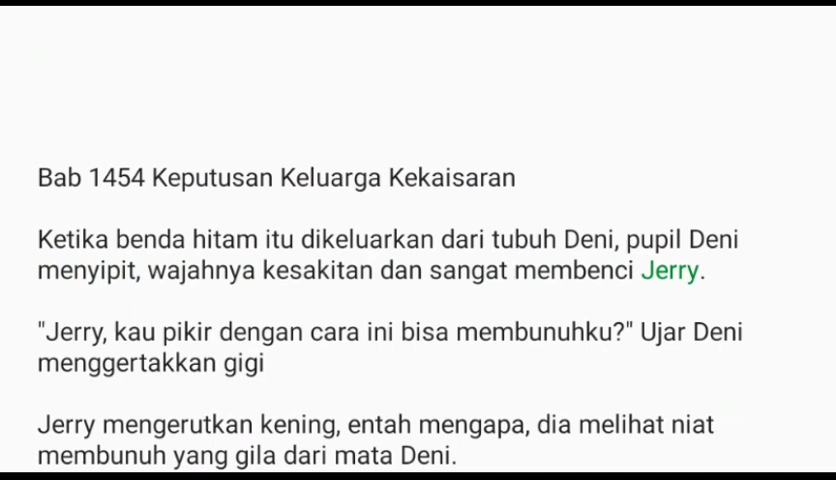 Bab 1454 Keputusan Keluarga Kekaisaran
Ketika benda hitam itu dikeluarkan dari tubuh Deni, pupil Deni
menyipit, wajahnya kesakitan dan sangat membenci Jerry.
"Jerry, kau pikir dengan cara ini bisa membunuhku?" Ujar Deni
menggertakkan gigi
Jerry mengerutkan kening, entah mengapa, dia melihat niat
membunuh yang gila dari mata Deni.